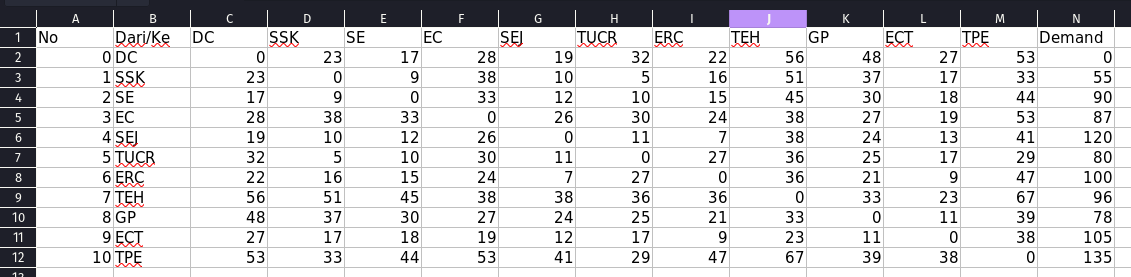 A B C D E F G H I J K L M N
1 No Dari/Ke DC SSK SE EC SEJ TUCR ERC TEH GP ECT TPE Demand
2 0 DC 0 23 17 28 19 32 22 56 48 27 53 0
3 1 SSK 23 0 9 38 10 5 16 51 37 17 33 55
4 2 SE 17 9 0 33 12 10 15 45 30 18 44 90
5 3 EC 28 38 33 0 26 30 24 38 27 19 53 87
6 4 SEJ 19 10 12 26 0 11 7 38 24 13 41 120
7 5 TUCR 32 5 10 30 11 0 27 36 25 17 29 80
8 6 ERC 22 16 15 24 7 27 0 36 21 9 47 100
9 7 TEH 56 51 45 38 38 36 36 0 33 23 67 96
10 8 GP 48 37 30 27 24 25 21 33 0 11 39 78
11 9 ECT 27 17 18 19 12 17 9 23 11 0 38 105
12 10 TPE 53 33 44 53 41 29 47 67 39 38 0 135